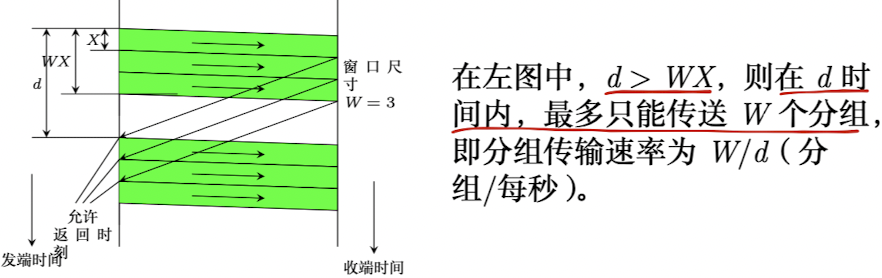 X
WX
d
窗口尺
寸
W = 3
允许
返回时
刻
发端时间
收端时间
在左图中，d > WX，则在 d 时
间内，最多只能传送 W 个分组，
即分组传输速率为 W/d（分
组/每秒）。